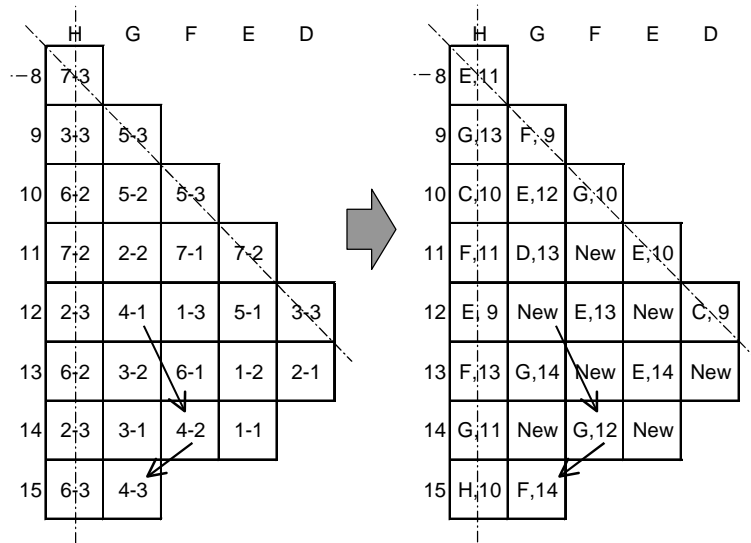 H G F E D H G F E D
8 7-3 8 E,11
9 3-3 5-3 9 G,13 F, 9
10 6-2 5-2 5-3 10 C,10 E,12 G,10
11 7-2 2-2 7-1 7-2 11 F,11 D,13 New E,10
12 2-3 4-1 1-3 5-1 3-3 12 E, 9 New E,13 New C, 9
13 6-2 3-2 6-1 1-2 2-1 13 F,13 G,14 New E,14 New
14 2-3 3-1 4-2 1-1 14 G,11 New G,12 New
15 6-3 4-3 15 H,10 F,14